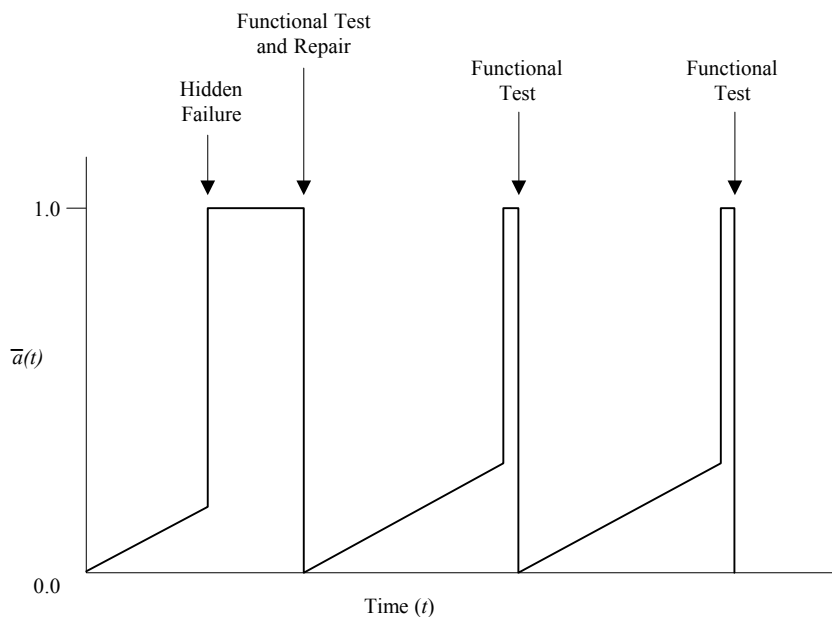 Functional Test
and Repair
Hidden
Failure
Functional
Test
Functional
Test
1.0
a̅(t)
0.0
Time (t)